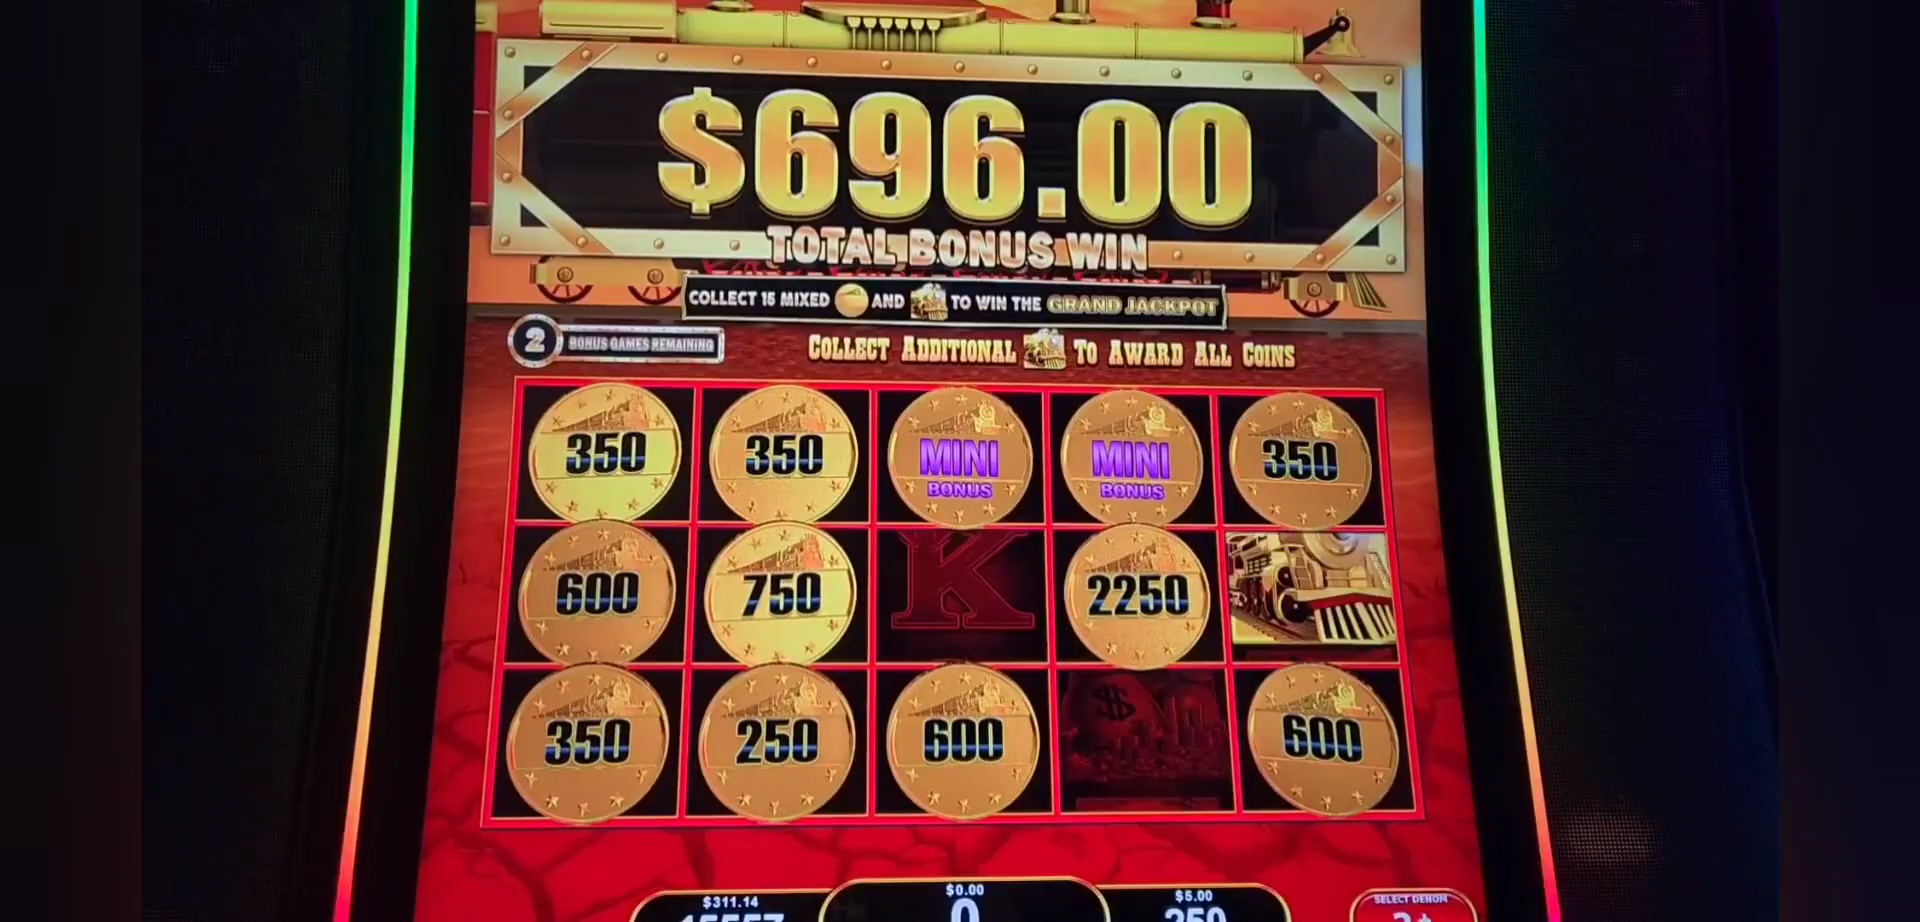 $696.00
TOTAL BONUS WIN
COLLECT 15 MIXED AND TO WIN THE GRAND JACKPOT
2 BONUS GAMES REMAINING
COLLECT ADDITIONAL TO AWARD ALL COINS
350 350 MINI BONUS MINI BONUS 350
600 750 K 2250
350 250 600 $ 600
$311.14 $0.00 $5.00 SELECT DENOM
15557 0 250